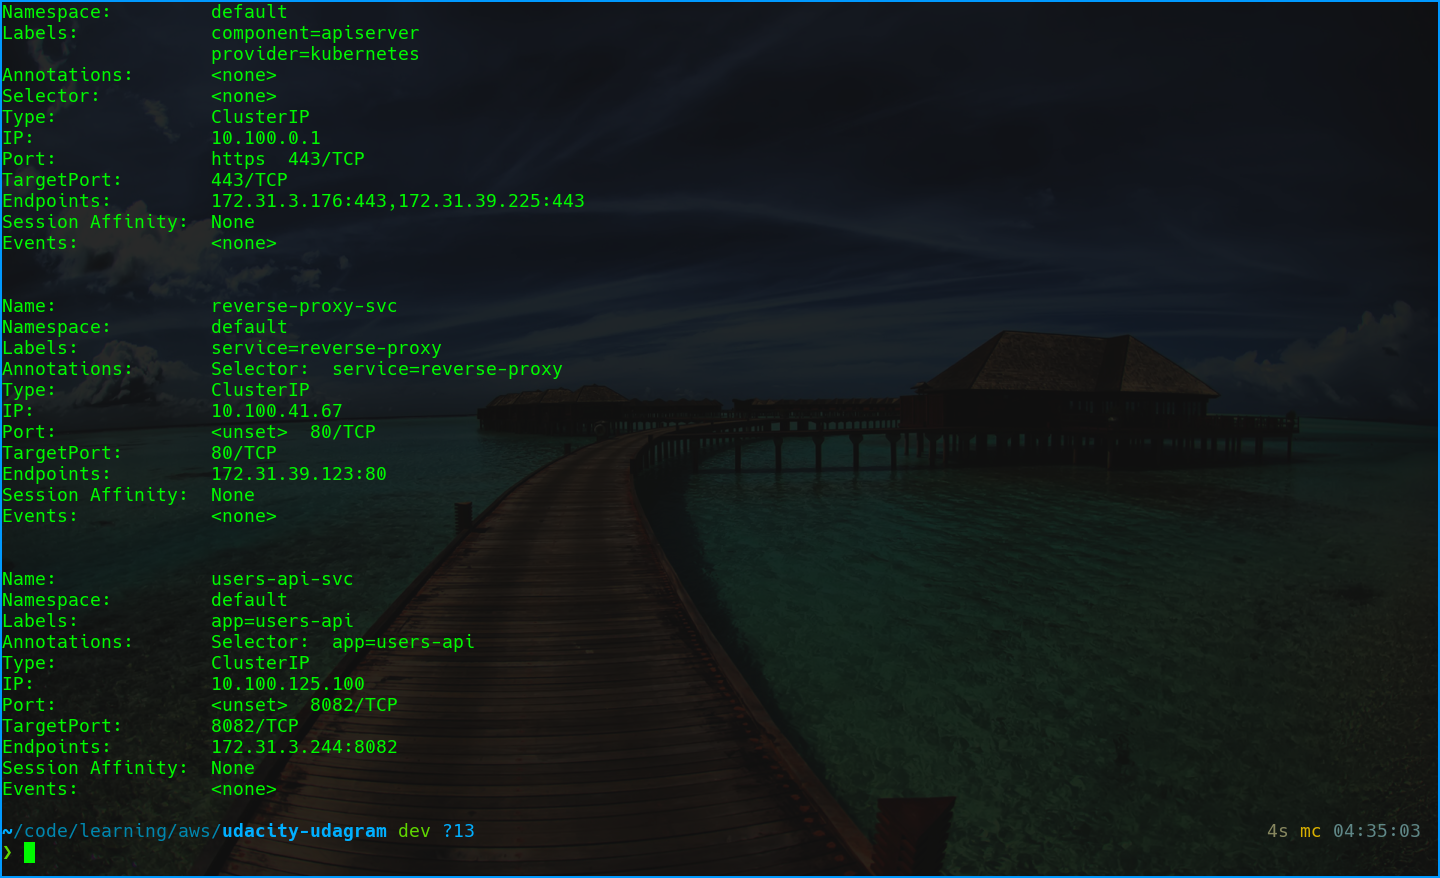 Namespace:         default
Labels:            component=apiserver
                   provider=kubernetes
Annotations:       <none>
Selector:          <none>
Type:              ClusterIP
IP:                10.100.0.1
Port:              https  443/TCP
TargetPort:        443/TCP
Endpoints:         172.31.3.176:443,172.31.39.225:443
Session Affinity:  None
Events:            <none>

Name:              reverse-proxy-svc
Namespace:         default
Labels:            service=reverse-proxy
Annotations:       Selector:  service=reverse-proxy
Type:              ClusterIP
IP:                10.100.41.67
Port:              <unset>  80/TCP
TargetPort:        80/TCP
Endpoints:         172.31.39.123:80
Session Affinity:  None
Events:            <none>

Name:              users-api-svc
Namespace:         default
Labels:            app=users-api
Annotations:       Selector:  app=users-api
Type:              ClusterIP
IP:                10.100.125.100
Port:              <unset>  8082/TCP
TargetPort:        8082/TCP
Endpoints:         172.31.3.244:8082
Session Affinity:  None
Events:            <none>

~/code/learning/aws/udacity-udagram dev ?13 4s mc 04:35:03
❯